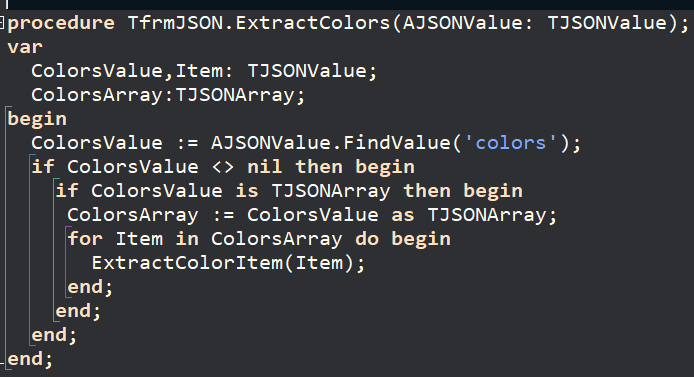 procedure TfrmJSON.ExtractColors(AJSONValue: TJSONValue);
var
  ColorsValue,Item: TJSONValue;
  ColorsArray:TJSONArray;
begin
  ColorsValue := AJSONValue.FindValue('colors');
  if ColorsValue <> nil then begin
    if ColorsValue is TJSONArray then begin
     ColorsArray := ColorsValue as TJSONArray;
     for Item in ColorsArray do begin
       ExtractColorItem(Item);
     end;
    end;
  end;
end;